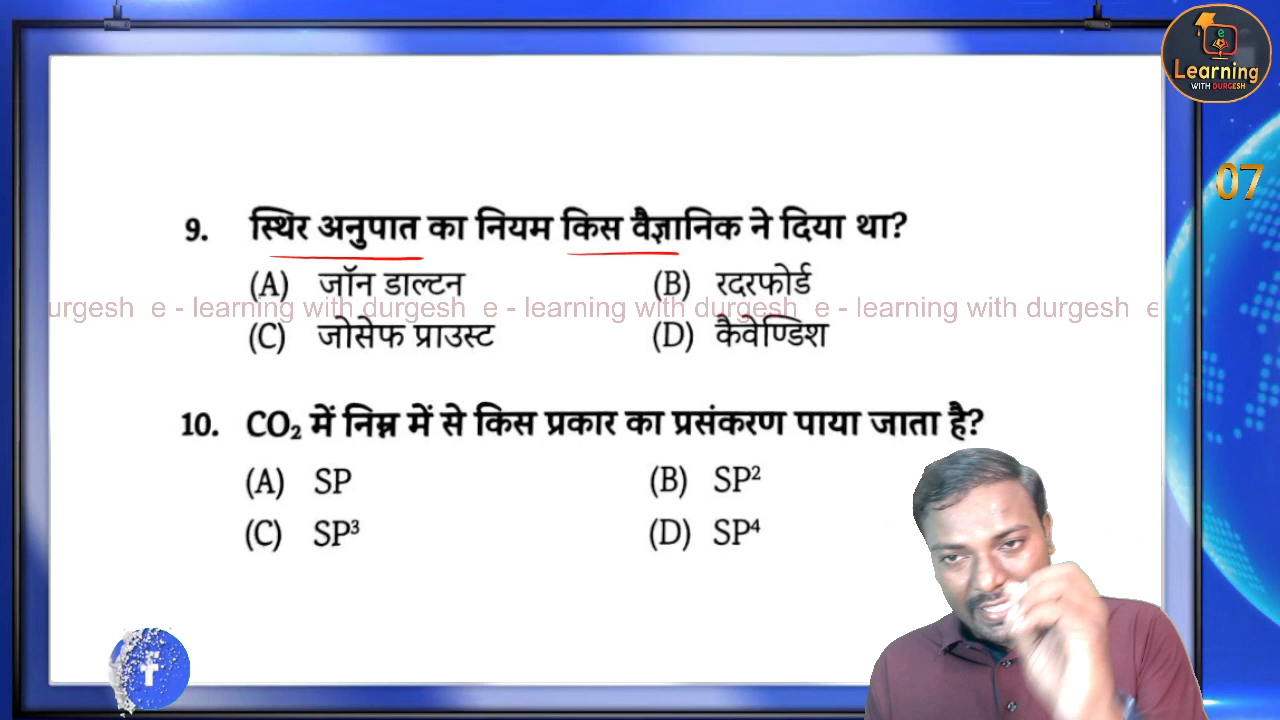 e
Learning
WITH DURGESH
07
9. स्थिर अनुपात का नियम किस वैज्ञानिक ने दिया था?
(A) जॉन डाल्टन (B) रदरफोर्ड
urgesh e - learning with durgesh e - learning with durgesh e - learning with durgesh e
(C) जोसेफ प्राउस्ट (D) कैवेण्डिश
10. CO₂ में निम्न में से किस प्रकार का प्रसंकरण पाया जाता है?
(A) SP (B) SP²
(C) SP³ (D) SP⁴
f